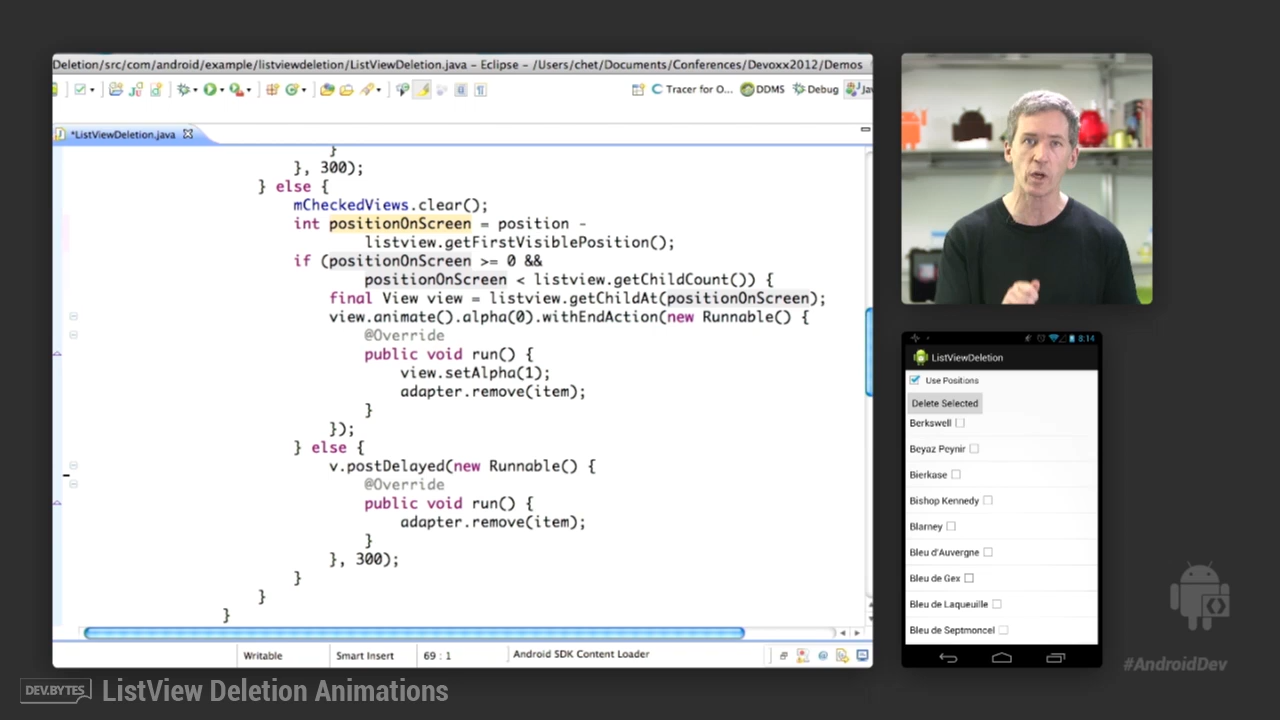 Deletion/src/com/android/example/listviewdeletion/ListViewDeletion.java - Eclipse - /Users/chet/Documents/Conferences/Devoxx2012/Demos
Tracer for O... DDMS Debug Jav
*ListViewDeletion.java
}
}, 300);
} else {
mCheckedViews.clear();
int positionOnScreen = position -
listview.getFirstVisiblePosition();
if (positionOnScreen >= 0 &&
positionOnScreen < listview.getChildCount()) {
final View view = listview.getChildAt(positionOnScreen);
view.animate().alpha(0).withEndAction(new Runnable() {
@Override
public void run() {
view.setAlpha(1);
adapter.remove(item);
}
});
} else {
v.postDelayed(new Runnable() {
@Override
public void run() {
adapter.remove(item);
}
}, 300);
}
}
}
Writable Smart Insert 69 : 1 Android SDK Content Loader
8:14
ListViewDeletion
Use Positions
Delete Selected
Berkswell
Beyaz Peynir
Bierkase
Bishop Kennedy
Blarney
Bleu d'Auvergne
Bleu de Gex
Bleu de Laqueuille
Bleu de Septmoncel
#AndroidDev
DEV.BYTES ListView Deletion Animations